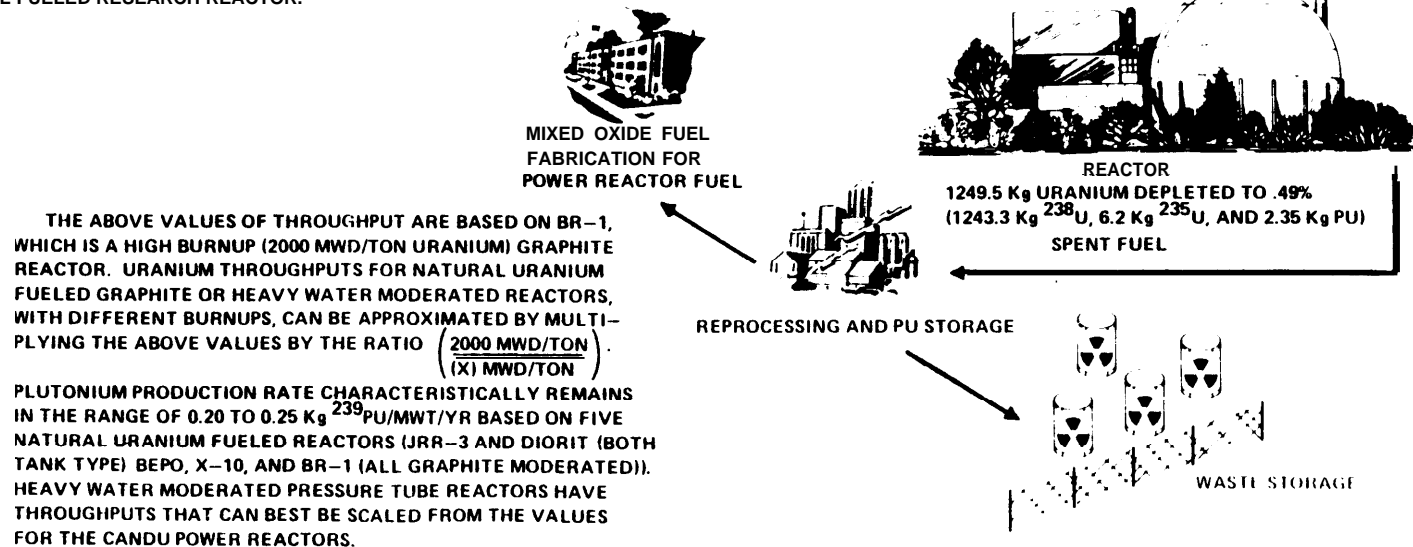 FUELED RESEARCH REACTOR.
MIXED OXIDE FUEL
FABRICATION FOR
POWER REACTOR FUEL
REACTOR
1249.5 Kg URANIUM DEPLETED TO .49%
(1243.3 Kg 238U, 6.2 Kg 235U, AND 2.35 Kg PU)
SPENT FUEL
THE ABOVE VALUES OF THROUGHPUT ARE BASED ON BR-1,
WHICH IS A HIGH BURNUP (2000 MWD/TON URANIUM) GRAPHITE
REACTOR. URANIUM THROUGHPUTS FOR NATURAL URANIUM
FUELED GRAPHITE OR HEAVY WATER MODERATED REACTORS,
WITH DIFFERENT BURNUPS, CAN BE APPROXIMATED BY MULTI-
PLYING THE ABOVE VALUES BY THE RATIO (2000 MWD/TON / (X) MWD/TON).
PLUTONIUM PRODUCTION RATE CHARACTERISTICALLY REMAINS
IN THE RANGE OF 0.20 TO 0.25 Kg 239PU/MWT/YR BASED ON FIVE
NATURAL URANIUM FUELED REACTORS (JRR-3 AND DIORIT (BOTH
TANK TYPE) BEPO, X-10, AND BR-1 (ALL GRAPHITE MODERATED)).
HEAVY WATER MODERATED PRESSURE TUBE REACTORS HAVE
THROUGHPUTS THAT CAN BEST BE SCALED FROM THE VALUES
FOR THE CANDU POWER REACTORS.
REPROCESSING AND PU STORAGE
WASTE STORAGE